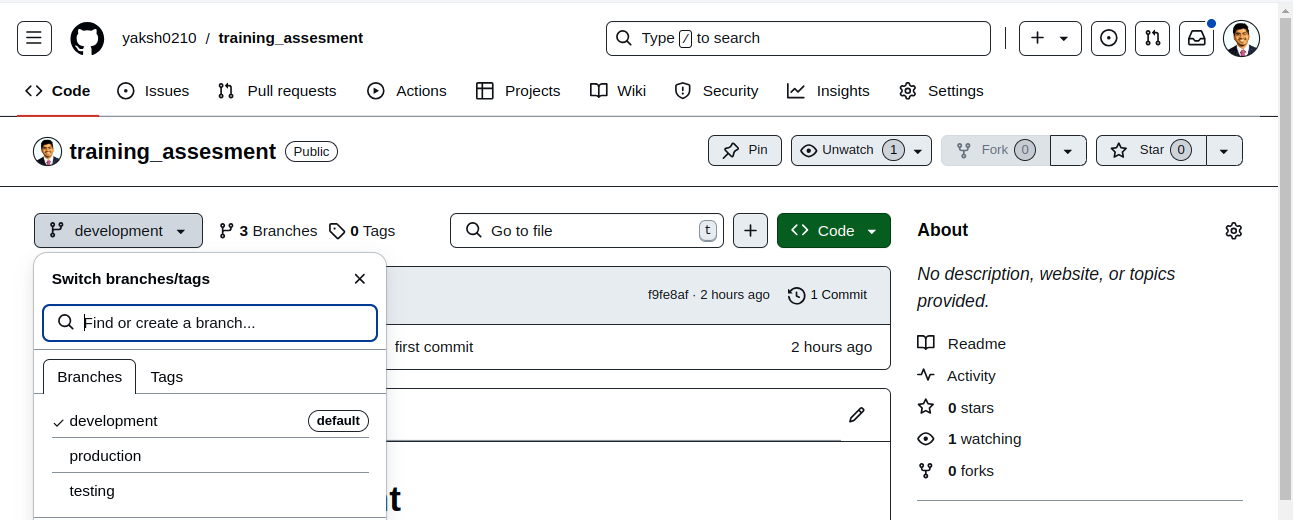 yaksh0210 / training_assesment
Type / to search
Code Issues Pull requests Actions Projects Wiki Security Insights Settings
training_assesment Public
Pin Unwatch 1 Fork 0 Star 0
development 3 Branches 0 Tags Go to file t Code
Switch branches/tags
Find or create a branch...
Branches Tags
development default
production
testing
f9fe8af · 2 hours ago 1 Commit
first commit 2 hours ago
About
No description, website, or topics
provided.
Readme
Activity
0 stars
1 watching
0 forks